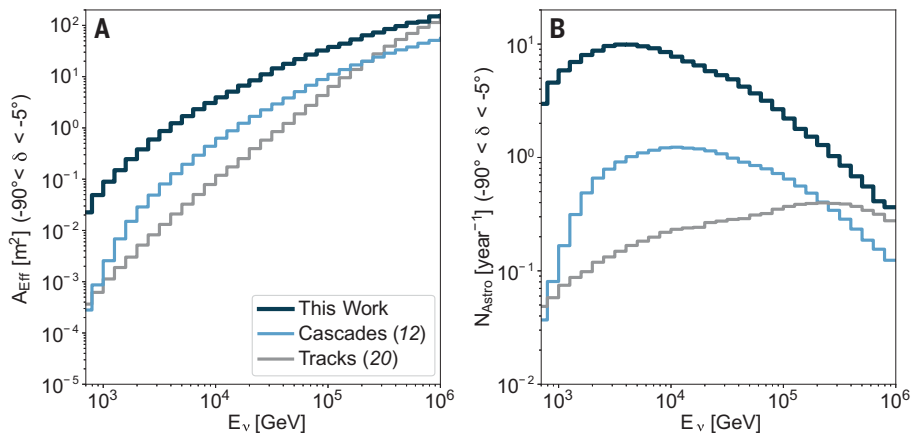 A
A_Eff [m²] (-90° < δ < -5°)
10²
10¹
10⁰
10⁻¹
10⁻²
10⁻³
10⁻⁴
10⁻⁵
10³
10⁴
10⁵
10⁶
E_ν [GeV]
This Work
Cascades (12)
Tracks (20)
B
N_Astro [year⁻¹] (-90° < δ < -5°)
10¹
10⁰
10⁻¹
10⁻²
10³
10⁴
10⁵
10⁶
E_ν [GeV]